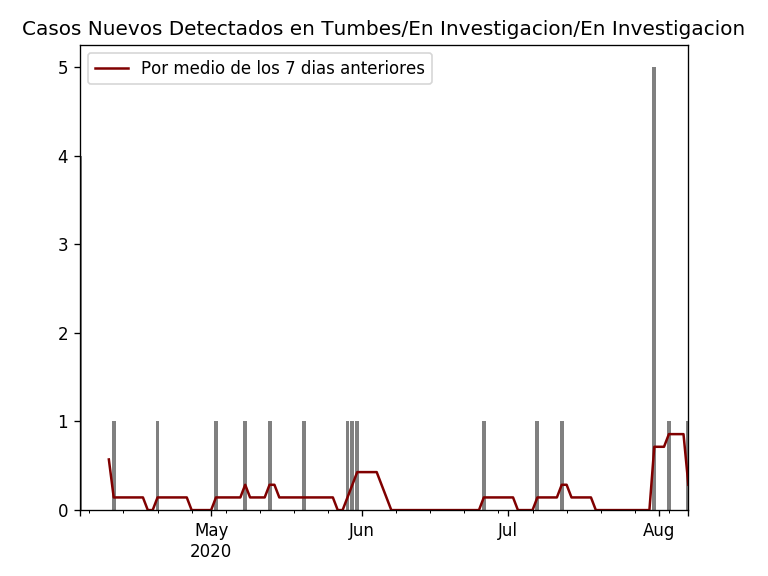 Casos Nuevos Detectados en Tumbes/En Investigacion/En Investigacion
Por medio de los 7 dias anteriores
5
4
3
2
1
0
May Jun Jul Aug
2020